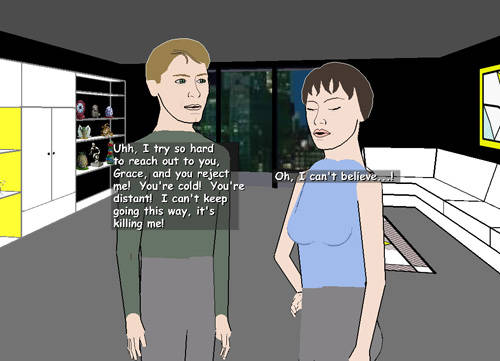 Uhh, I try so hard
to reach out to you,
Grace, and you reject
me!  You're cold!  You're
distant!  I can't keep
going this way, it's
killing me!
Oh, I can't believe...!